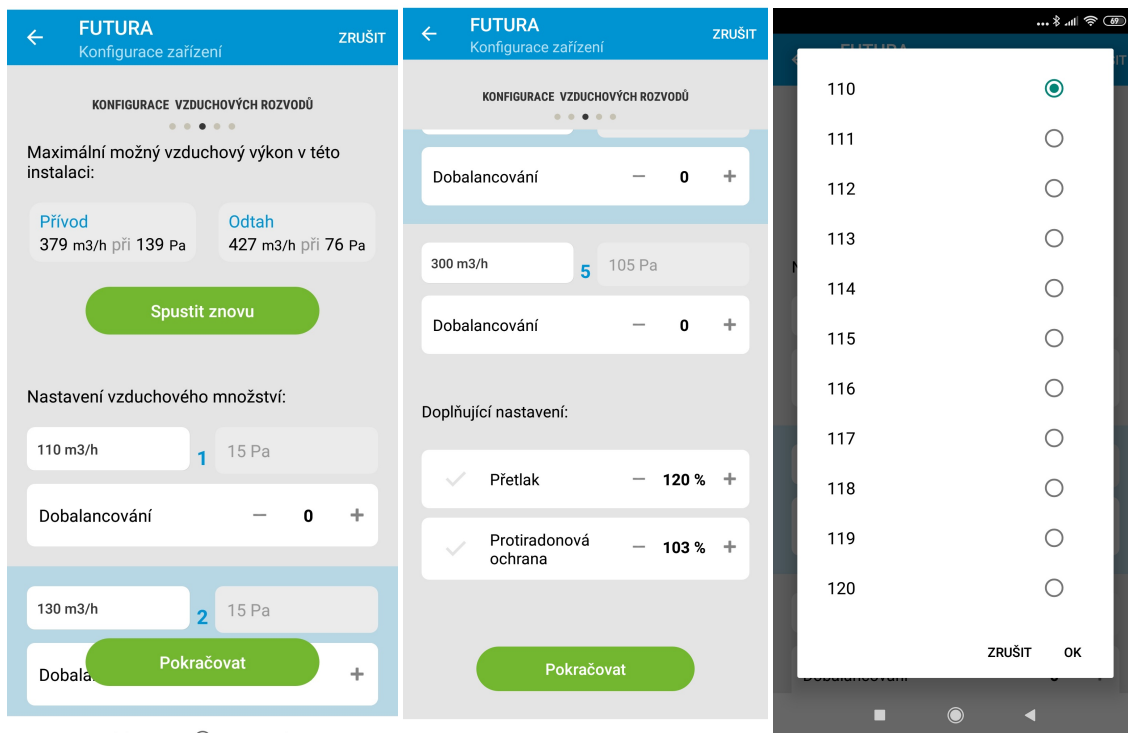 FUTURA
Konfigurace zařízení
ZRUŠIT
KONFIGURACE VZDUCHOVÝCH ROZVODŮ
Maximální možný vzduchový výkon v této
instalaci:
Přívod
379 m3/h při 139 Pa
Odtah
427 m3/h při 76 Pa
Spustit znovu
Nastavení vzduchového množství:
110 m3/h
1
15 Pa
Dobalancování
— 0 +
130 m3/h
2
15 Pa
Dobala
+
Pokračovat
FUTURA
Konfigurace zařízení
ZRUŠIT
KONFIGURACE VZDUCHOVÝCH ROZVODŮ
Dobalancování
— 0 +
300 m3/h
5
105 Pa
Dobalancování
— 0 +
Doplňující nastavení:
Přetlak
— 120 % +
Protiradonová
ochrana
— 103 % +
Pokračovat
69
110
111
112
113
114
115
116
117
118
119
120
ZRUŠIT OK